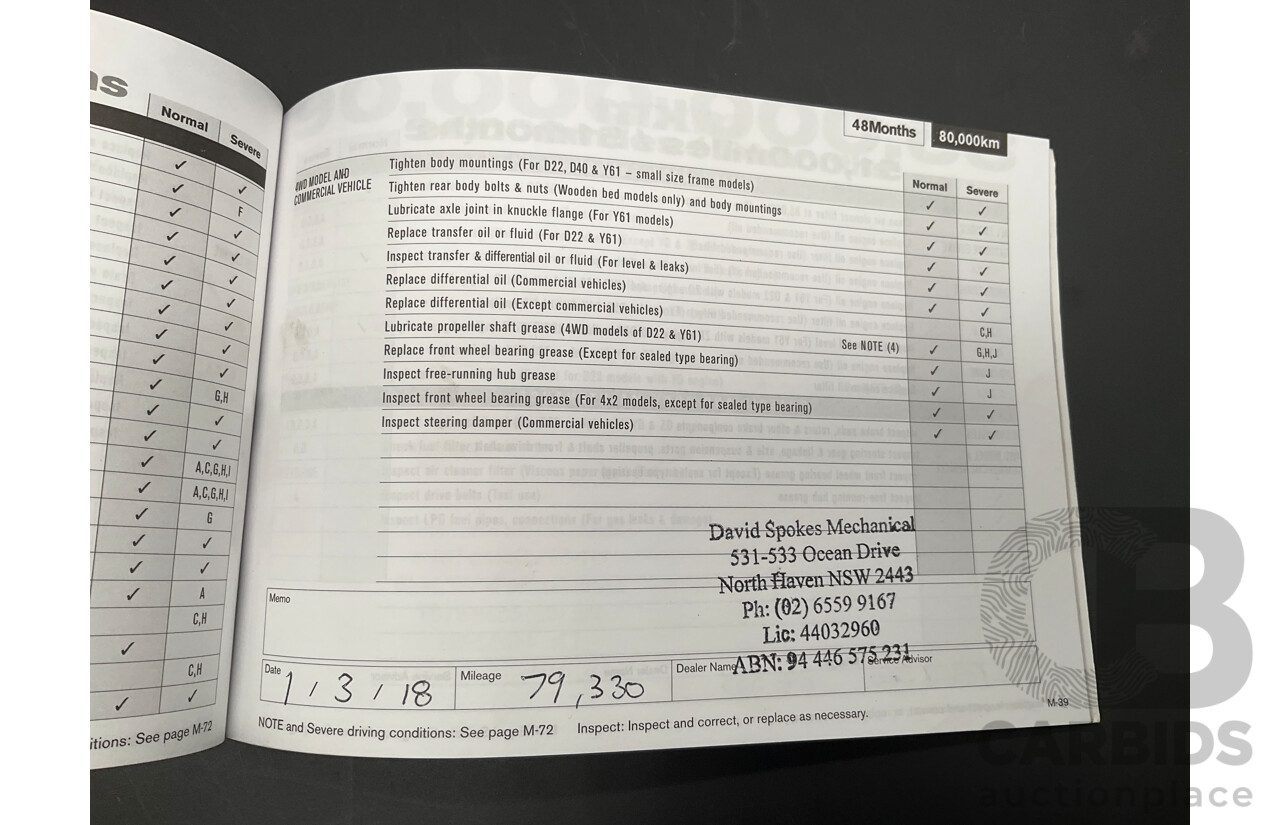 ns
Normal Severe
✓ ✓
✓ F
✓ ✓
✓ ✓
✓ ✓
✓ ✓
✓ ✓
✓ ✓
✓ ✓
✓ G,H
✓ ✓
✓ ✓
✓ A,C,G,H,I
✓ A,C,G,H,I
✓ G
✓ ✓
✓ ✓
✓ A
C,H
✓
C,H
✓ ✓
itions: See page M-72
48Months 80,000km
Normal Severe
4WD MODEL AND
COMMERCIAL VEHICLE
Tighten body mountings (For D22, D40 & Y61 – small size frame models) ✓ ✓
Tighten rear body bolts & nuts (Wooden bed models only) and body mountings ✓ ✓
Lubricate axle joint in knuckle flange (For Y61 models) ✓ ✓
Replace transfer oil or fluid (For D22 & Y61) ✓ ✓
Inspect transfer & differential oil or fluid (For level & leaks) ✓ ✓
Replace differential oil (Commercial vehicles) ✓ ✓
Replace differential oil (Except commercial vehicles) C,H
Lubricate propeller shaft grease (4WD models of D22 & Y61) See NOTE (4) ✓ G,H,J
Replace front wheel bearing grease (Except for sealed type bearing) ✓ J
Inspect free-running hub grease ✓ J
Inspect front wheel bearing grease (For 4x2 models, except for sealed type bearing) ✓ ✓
Inspect steering damper (Commercial vehicles) ✓ ✓
David Spokes Mechanical
531-533 Ocean Drive
North Haven NSW 2443
Ph: (02) 6559 9167
Lic: 44032960
ABN: 94 446 575 231
Memo
Date 1 / 3 / 18 Mileage 79,330 Dealer Name Service Advisor
NOTE and Severe driving conditions: See page M-72 Inspect: Inspect and correct, or replace as necessary.
M-39
CARBIDS
auctionplace